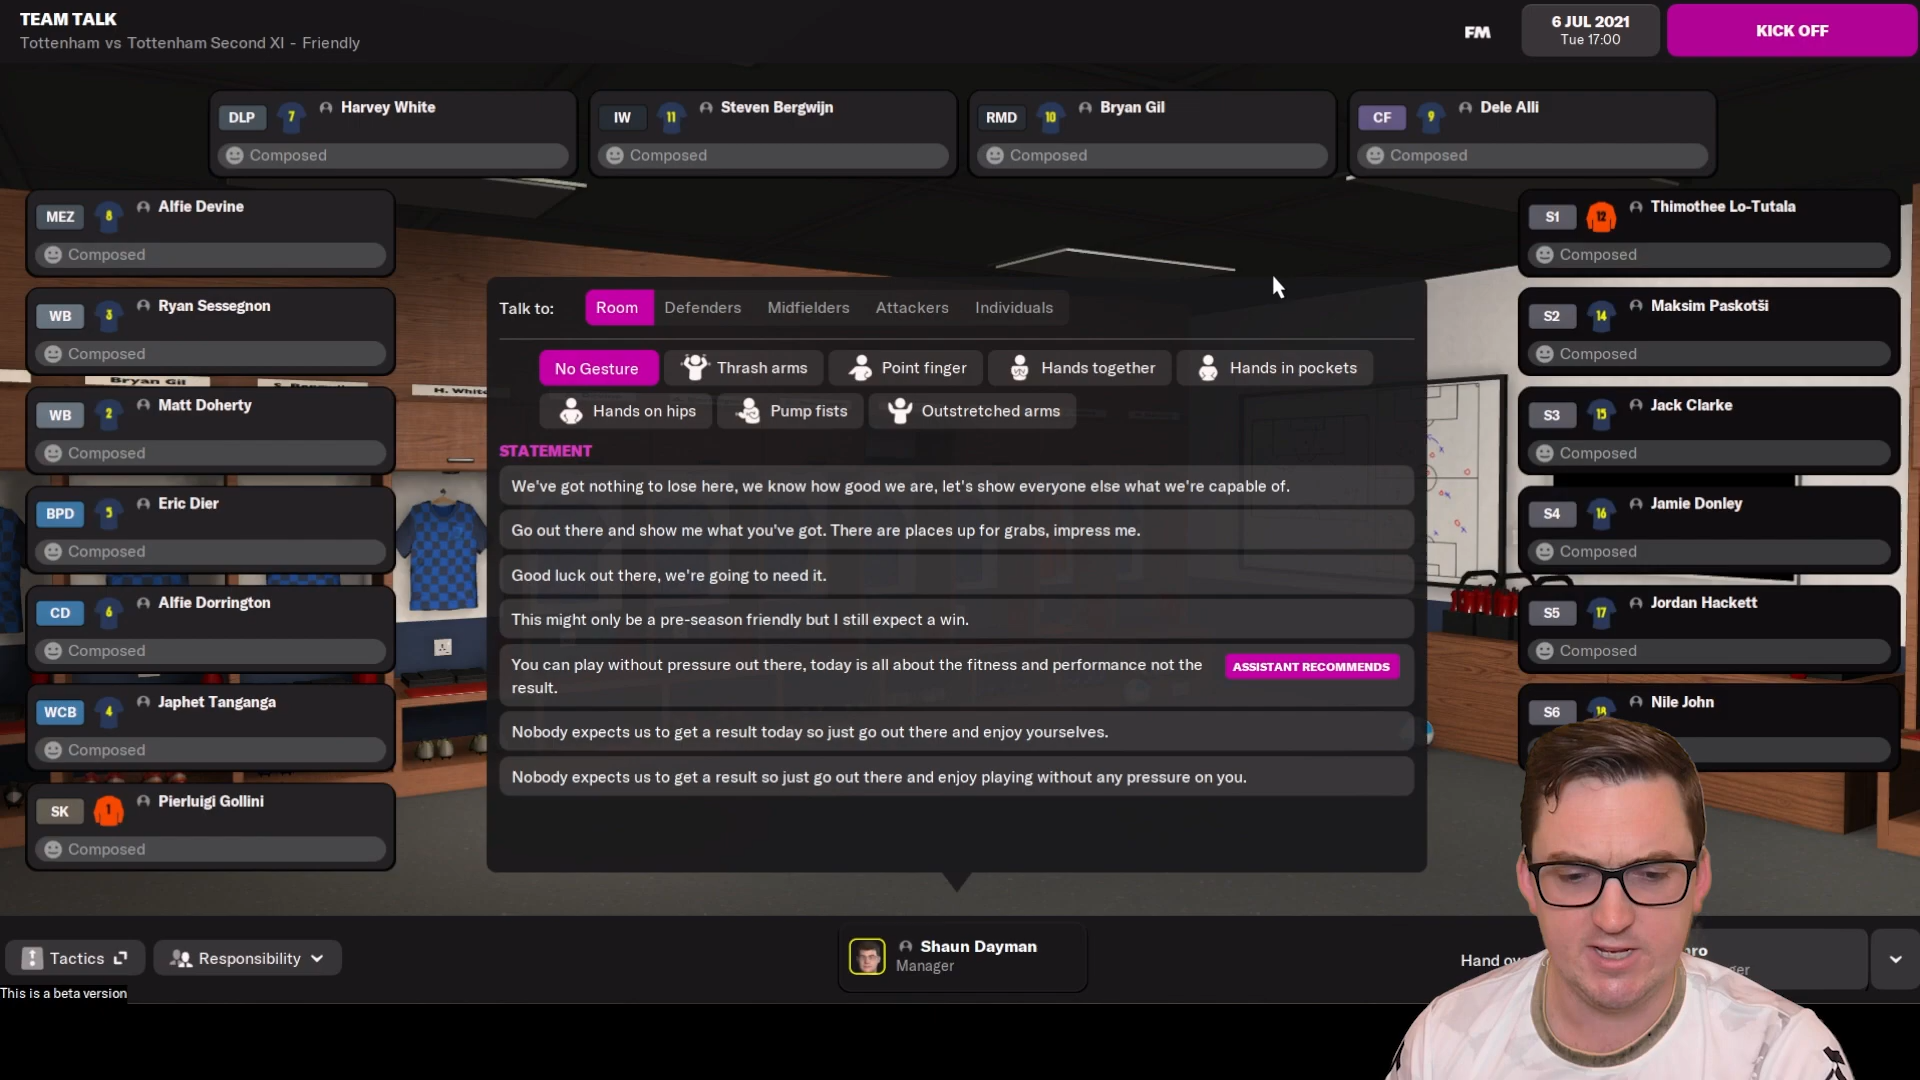 TEAM TALK
Tottenham vs Tottenham Second XI - Friendly
FM
6 JUL 2021
Tue 17:00
KICK OFF
DLP 7 Harvey White
Composed
IW 11 Steven Bergwijn
Composed
RMD 10 Bryan Gil
Composed
CF 9 Dele Alli
Composed
MEZ 8 Alfie Devine
Composed
WB 3 Ryan Sessegnon
Composed
WB 2 Matt Doherty
Composed
BPD 5 Eric Dier
Composed
CD 6 Alfie Dorrington
Composed
WCB 4 Japhet Tanganga
Composed
SK 1 Pierluigi Gollini
Composed
Bryan Gil
H. White
Talk to: Room Defenders Midfielders Attackers Individuals
No Gesture Thrash arms Point finger Hands together Hands in pockets
Hands on hips Pump fists Outstretched arms
STATEMENT
We've got nothing to lose here, we know how good we are, let's show everyone else what we're capable of.
Go out there and show me what you've got. There are places up for grabs, impress me.
Good luck out there, we're going to need it.
This might only be a pre-season friendly but I still expect a win.
You can play without pressure out there, today is all about the fitness and performance not the
result.
ASSISTANT RECOMMENDS
Nobody expects us to get a result today so just go out there and enjoy yourselves.
Nobody expects us to get a result so just go out there and enjoy playing without any pressure on you.
S1 12 Thimothee Lo-Tutala
Composed
S2 14 Maksim Paskotši
Composed
S3 15 Jack Clarke
Composed
S4 16 Jamie Donley
Composed
S5 17 Jordan Hackett
Composed
S6 18 Nile John
Tactics
Responsibility
Shaun Dayman
Manager
Hand ov
This is a beta version